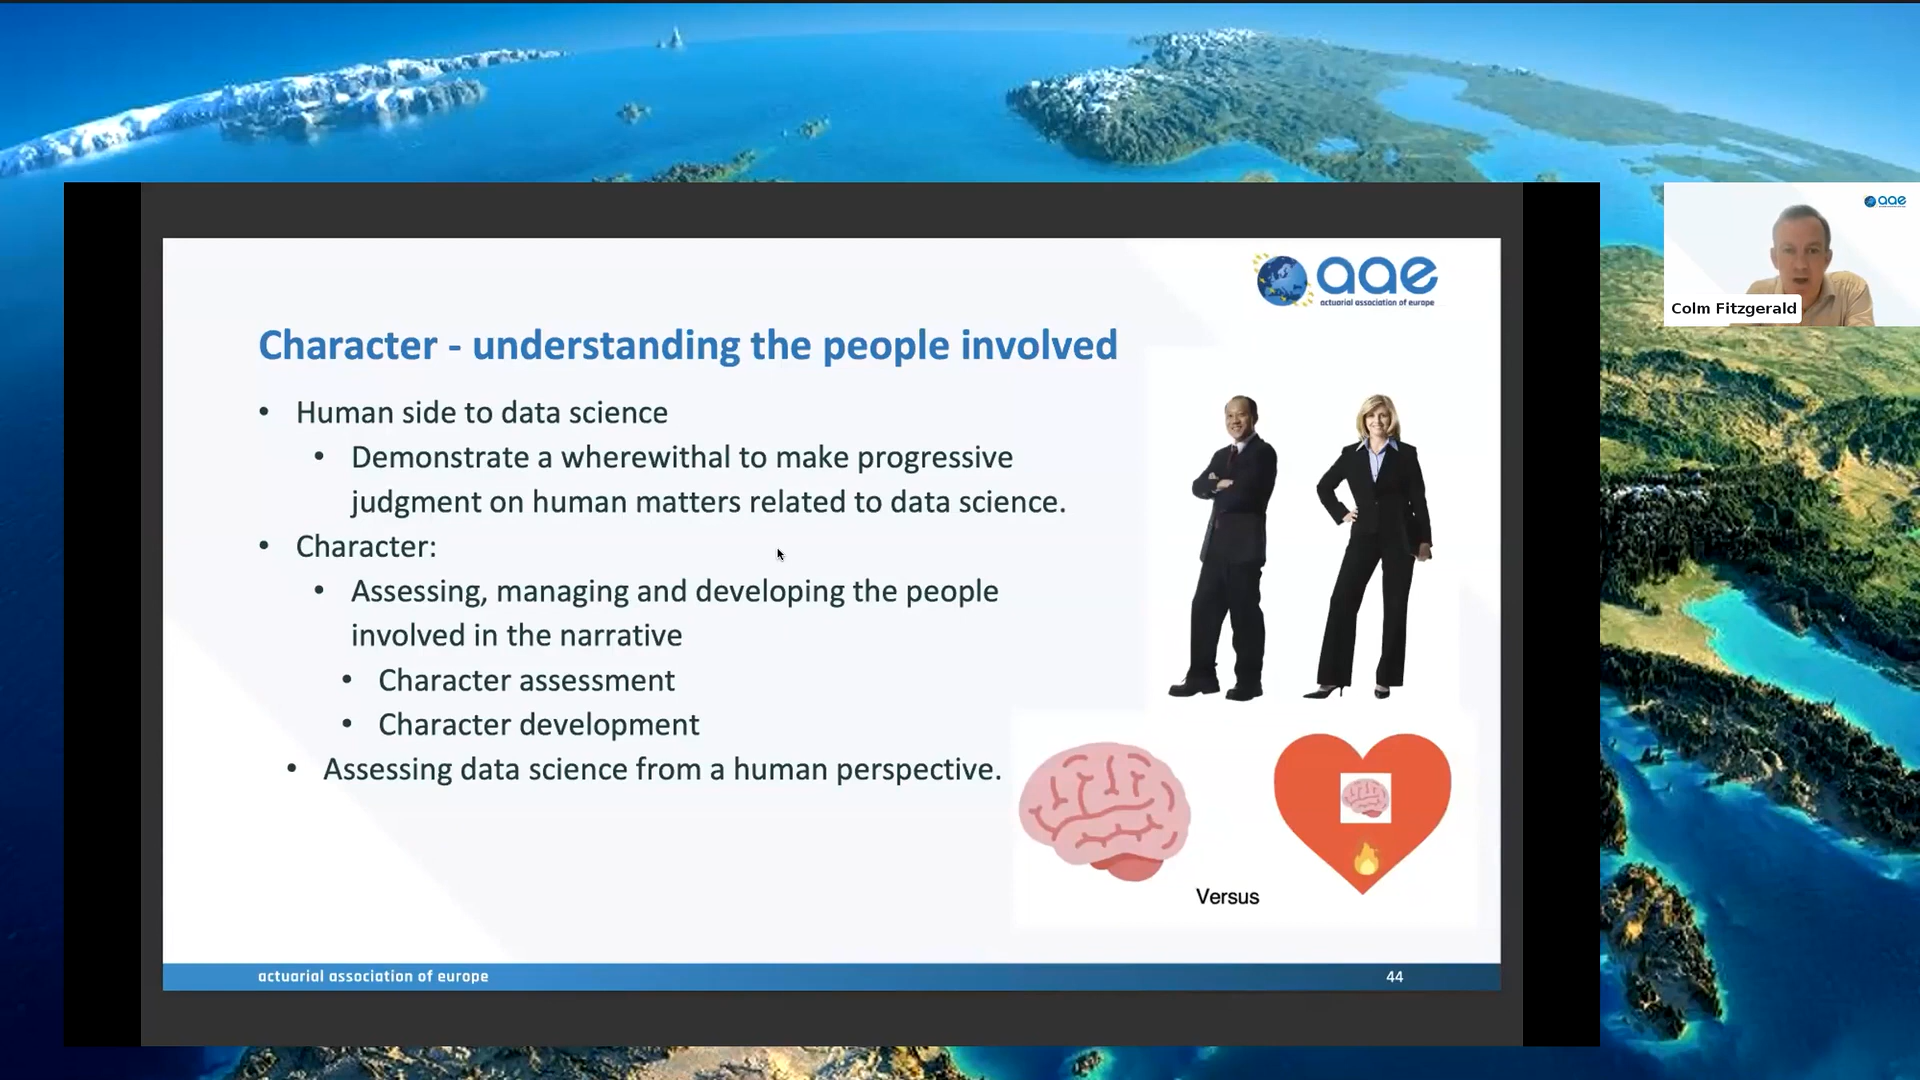 aae
actuarial association of europe
aae
Colm Fitzgerald
Character - understanding the people involved
• Human side to data science
• Demonstrate a wherewithal to make progressive
judgment on human matters related to data science.
• Character:
• Assessing, managing and developing the people
involved in the narrative
• Character assessment
• Character development
• Assessing data science from a human perspective.
Versus
actuarial association of europe
44